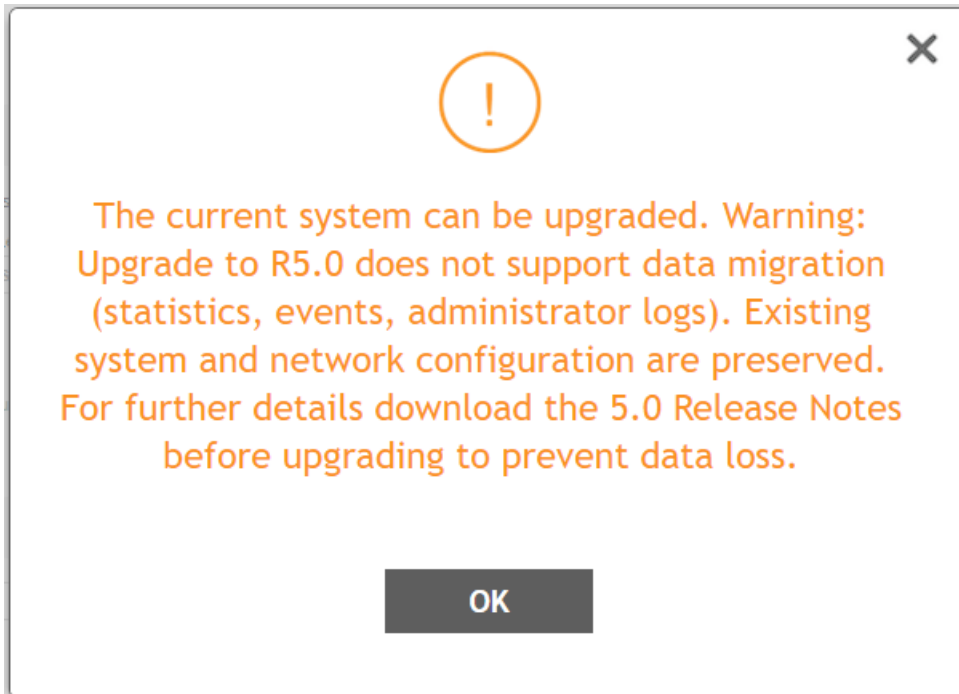 !
The current system can be upgraded. Warning:
Upgrade to R5.0 does not support data migration
(statistics, events, administrator logs). Existing
system and network configuration are preserved.
For further details download the 5.0 Release Notes
before upgrading to prevent data loss.
OK